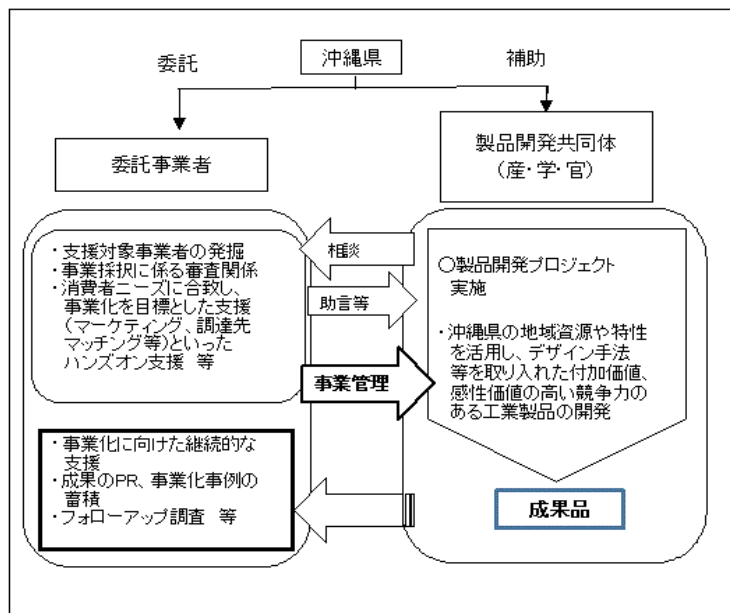 委託
沖縄県
補助
委託事業者
製品開発共同体
（産・学・官）
・支援対象事業者の発掘
・事業採択に係る審査関係
・消費者ニーズに合致し、
事業化を目標とした支援
（マーケティング、調達先
マッチング等）といった
ハンズオン支援 等
相談
助言等
事業管理
〇製品開発プロジェクト
実施
・沖縄県の地域資源や特性
を活用し、デザイン手法
等を取り入れた付加価値、
感性価値の高い競争力の
ある工業製品の開発
・事業化に向けた継続的な
支援
・成果のPR、事業化事例の
蓄積
・フォローアップ調査 等
成果品